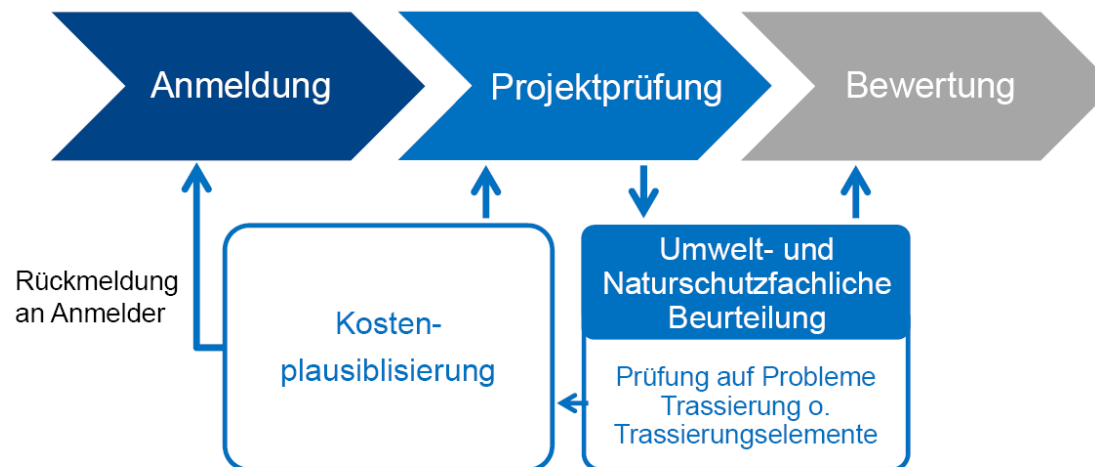 Anmeldung
Projektprüfung
Bewertung
Rückmeldung
an Anmelder
Kosten-
plausiblisierung
Umwelt- und
Naturschutzfachliche
Beurteilung
Prüfung auf Probleme
Trassierung o.
Trassierungselemente